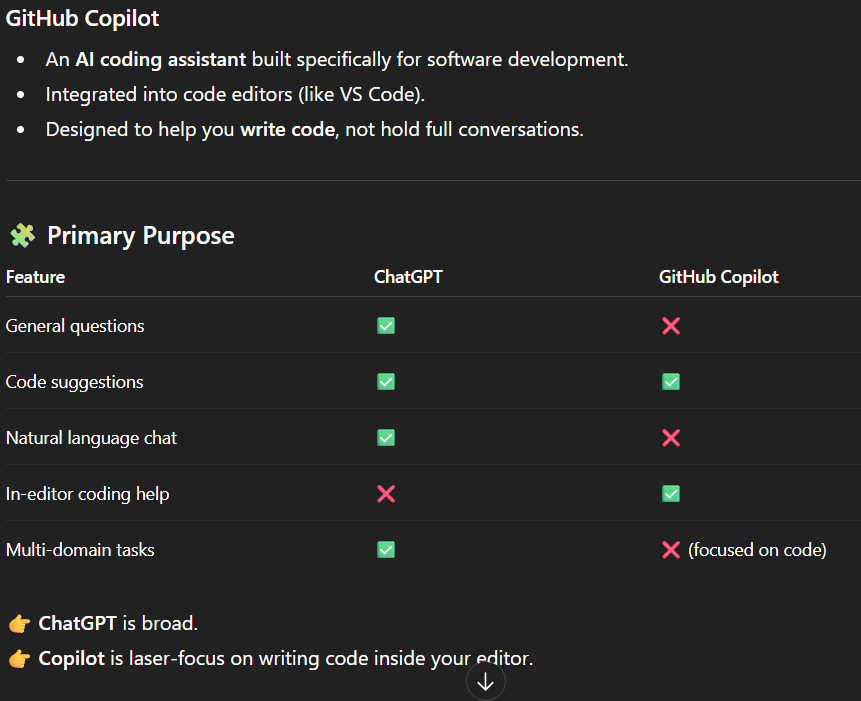 GitHub Copilot
• An AI coding assistant built specifically for software development.
• Integrated into code editors (like VS Code).
• Designed to help you write code, not hold full conversations.
🧩 Primary Purpose
Feature ChatGPT GitHub Copilot
General questions ✅ ❌
Code suggestions ✅ ✅
Natural language chat ✅ ❌
In-editor coding help ❌ ✅
Multi-domain tasks ✅ ❌ (focused on code)
👉 ChatGPT is broad.
👉 Copilot is laser-focus on writing code inside your editor.